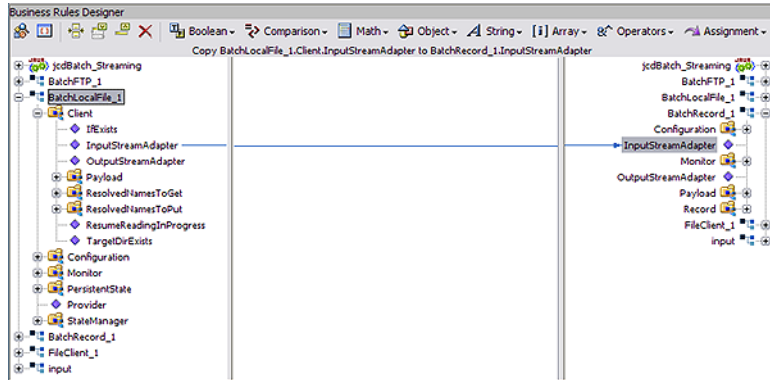 Business Rules Designer
Boolean Comparison Math Object String Array Operators Assignment
Copy BatchLocalFile_1.Client.InputStreamAdapter to BatchRecord_1.InputStreamAdapter
jcdBatch_Streaming
BatchFTP_1
BatchLocalFile_1
Client
IfExists
InputStreamAdapter
OutputStreamAdapter
Payload
ResolvedNamesToGet
ResolvedNamesToPut
ResumeReadingInProgress
TargetDirExists
Configuration
Monitor
PersistentState
Provider
StateManager
BatchRecord_1
FileClient_1
input
jcdBatch_Streaming
BatchFTP_1
BatchLocalFile_1
BatchRecord_1
Configuration
InputStreamAdapter
Monitor
OutputStreamAdapter
Payload
Record
FileClient_1
input